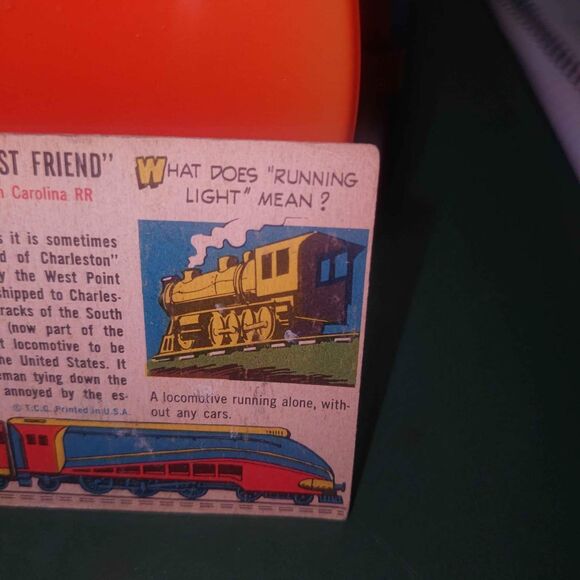 ST FRIEND"
Carolina RR
s it is sometimes
d of Charleston"
y the West Point
shipped to Charles-
racks of the South
(now part of the
t locomotive to be
he United States. It
eman tying down the
annoyed by the es-
© T.C.C. Printed in U.S.A.
WHAT DOES "RUNNING
LIGHT" MEAN?
A locomotive running alone, with-
out any cars.